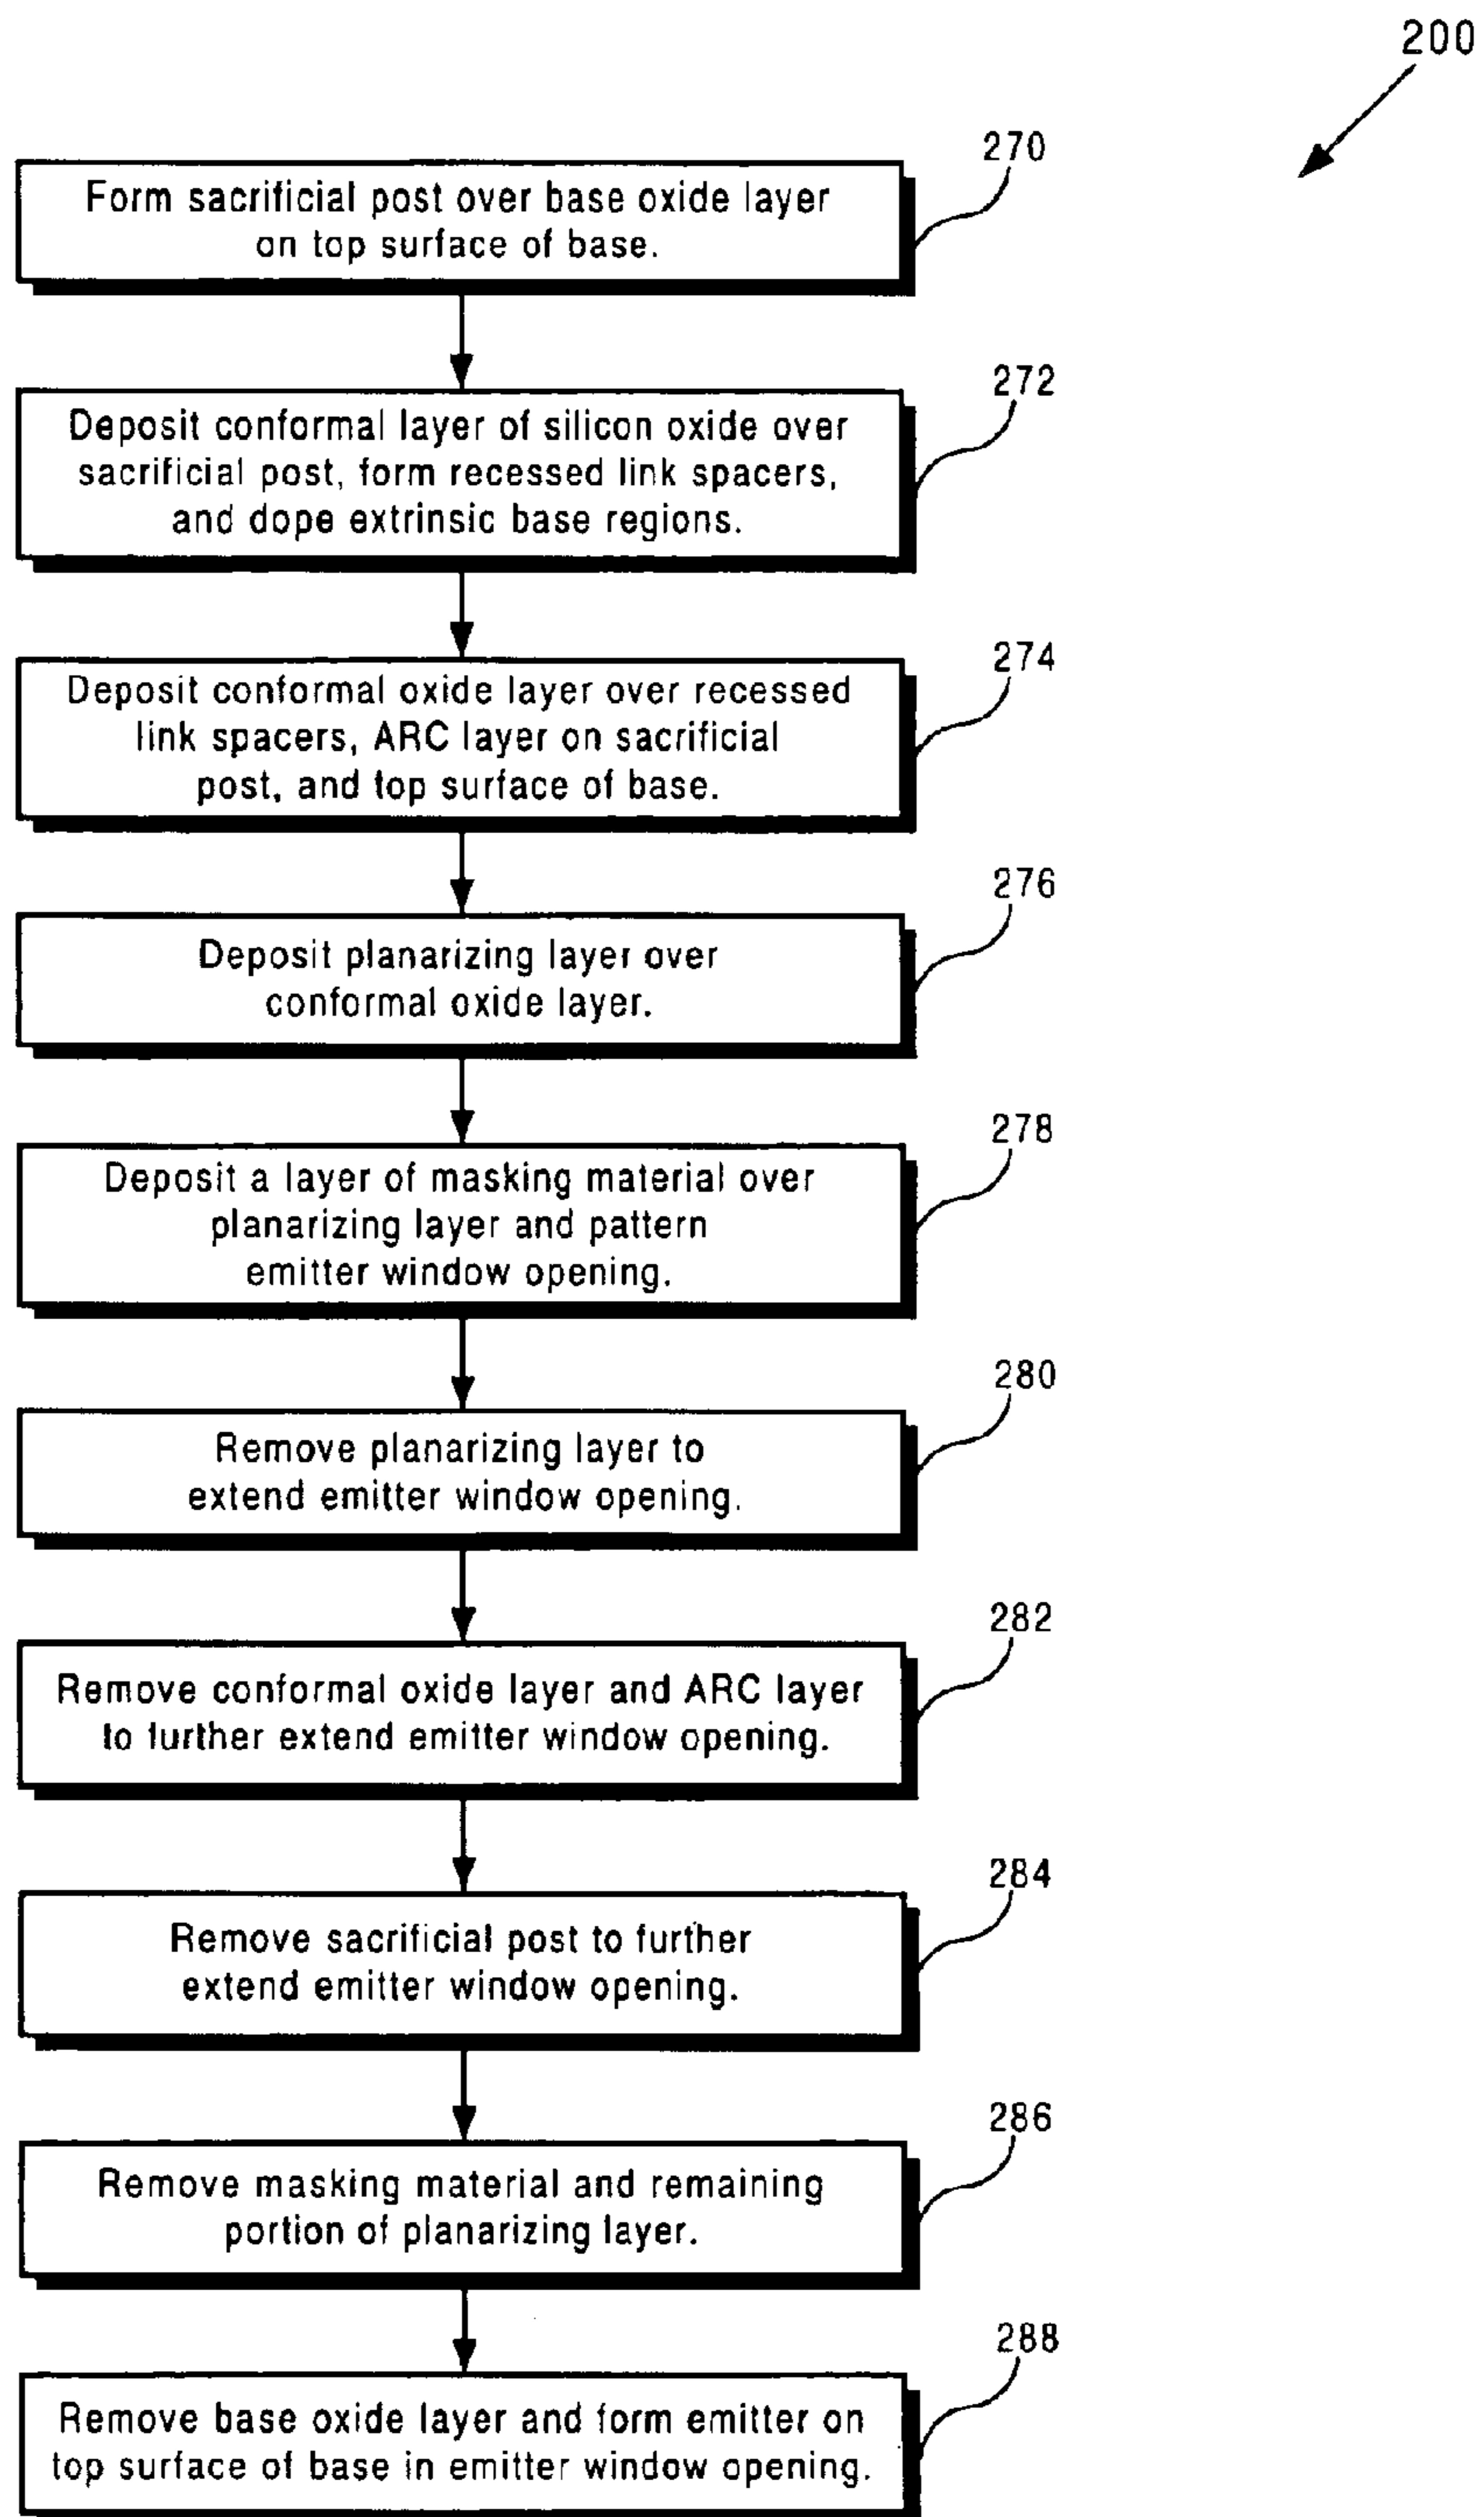 200
270
Form sacrificial post over base oxide layer
on top surface of base.
272
Deposit conformal layer of silicon oxide over
sacrificial post, form recessed link spacers,
and dope extrinsic base regions.
274
Deposit conformal oxide layer over recessed
link spacers, ARC layer on sacrificial
post, and top surface of base.
276
Deposit planarizing layer over
conformal oxide layer.
278
Deposit a layer of masking material over
planarizing layer and pattern
emitter window opening.
280
Remove planarizing layer to
extend emitter window opening.
282
Remove conformal oxide layer and ARC layer
to further extend emitter window opening.
284
Remove sacrificial post to further
extend emitter window opening.
286
Remove masking material and remaining
portion of planarizing layer.
288
Remove base oxide layer and form emitter on
top surface of base in emitter window opening.